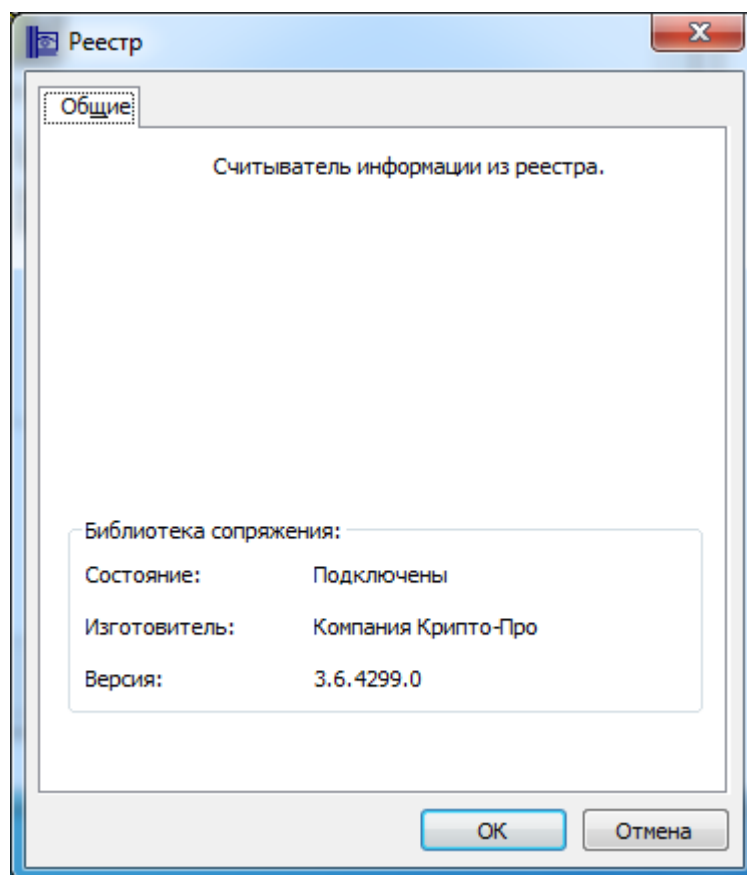 Реестр
Общие
Считыватель информации из реестра.
Библиотека сопряжения:
Состояние: Подключены
Изготовитель: Компания Крипто-Про
Версия: 3.6.4299.0
OK Отмена